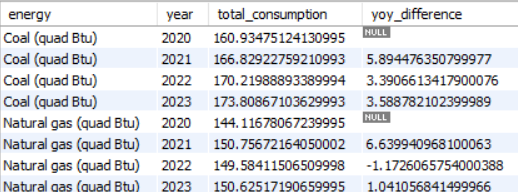 energy year total_consumption yoy_difference
Coal (quad Btu) 2020 160.93475124130995 NULL
Coal (quad Btu) 2021 166.82922759210993 5.894476350799977
Coal (quad Btu) 2022 170.21988893389994 3.3906613417900076
Coal (quad Btu) 2023 173.80867103629993 3.588782102399989
Natural gas (quad Btu) 2020 144.11678067239995 NULL
Natural gas (quad Btu) 2021 150.75672164050002 6.639940968100063
Natural gas (quad Btu) 2022 149.58411506509998 -1.1726065754000388
Natural gas (quad Btu) 2023 150.62517190659995 1.041056841499966